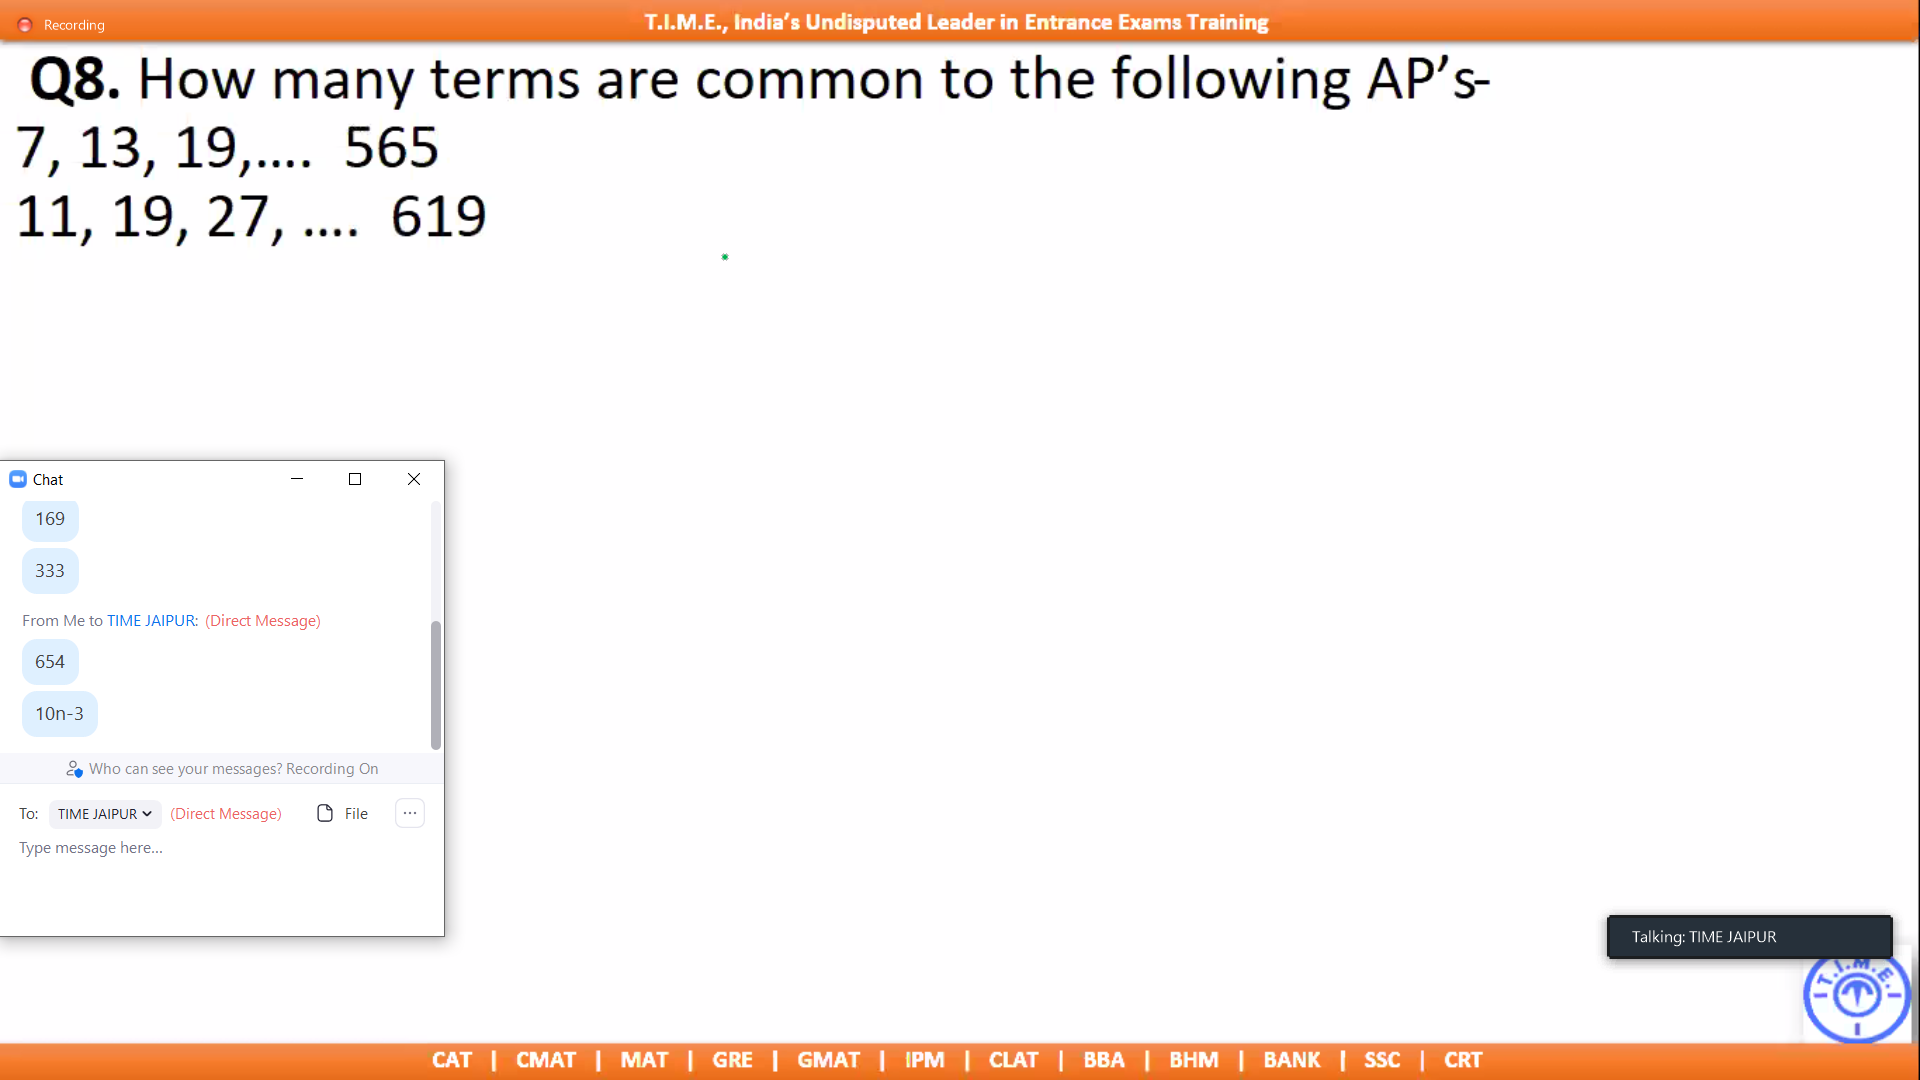 Recording
T.I.M.E., India's Undisputed Leader in Entrance Exams Training
Q8. How many terms are common to the following AP's-
7, 13, 19,.... 565
11, 19, 27, .... 619
Chat
169
333
From Me to TIME JAIPUR: (Direct Message)
654
10n-3
Who can see your messages? Recording On
To: TIME JAIPUR (Direct Message) File ...
Type message here...
Talking: TIME JAIPUR
T.I.M.E.
CAT | CMAT | MAT | GRE | GMAT | IPM | CLAT | BBA | BHM | BANK | SSC | CRT